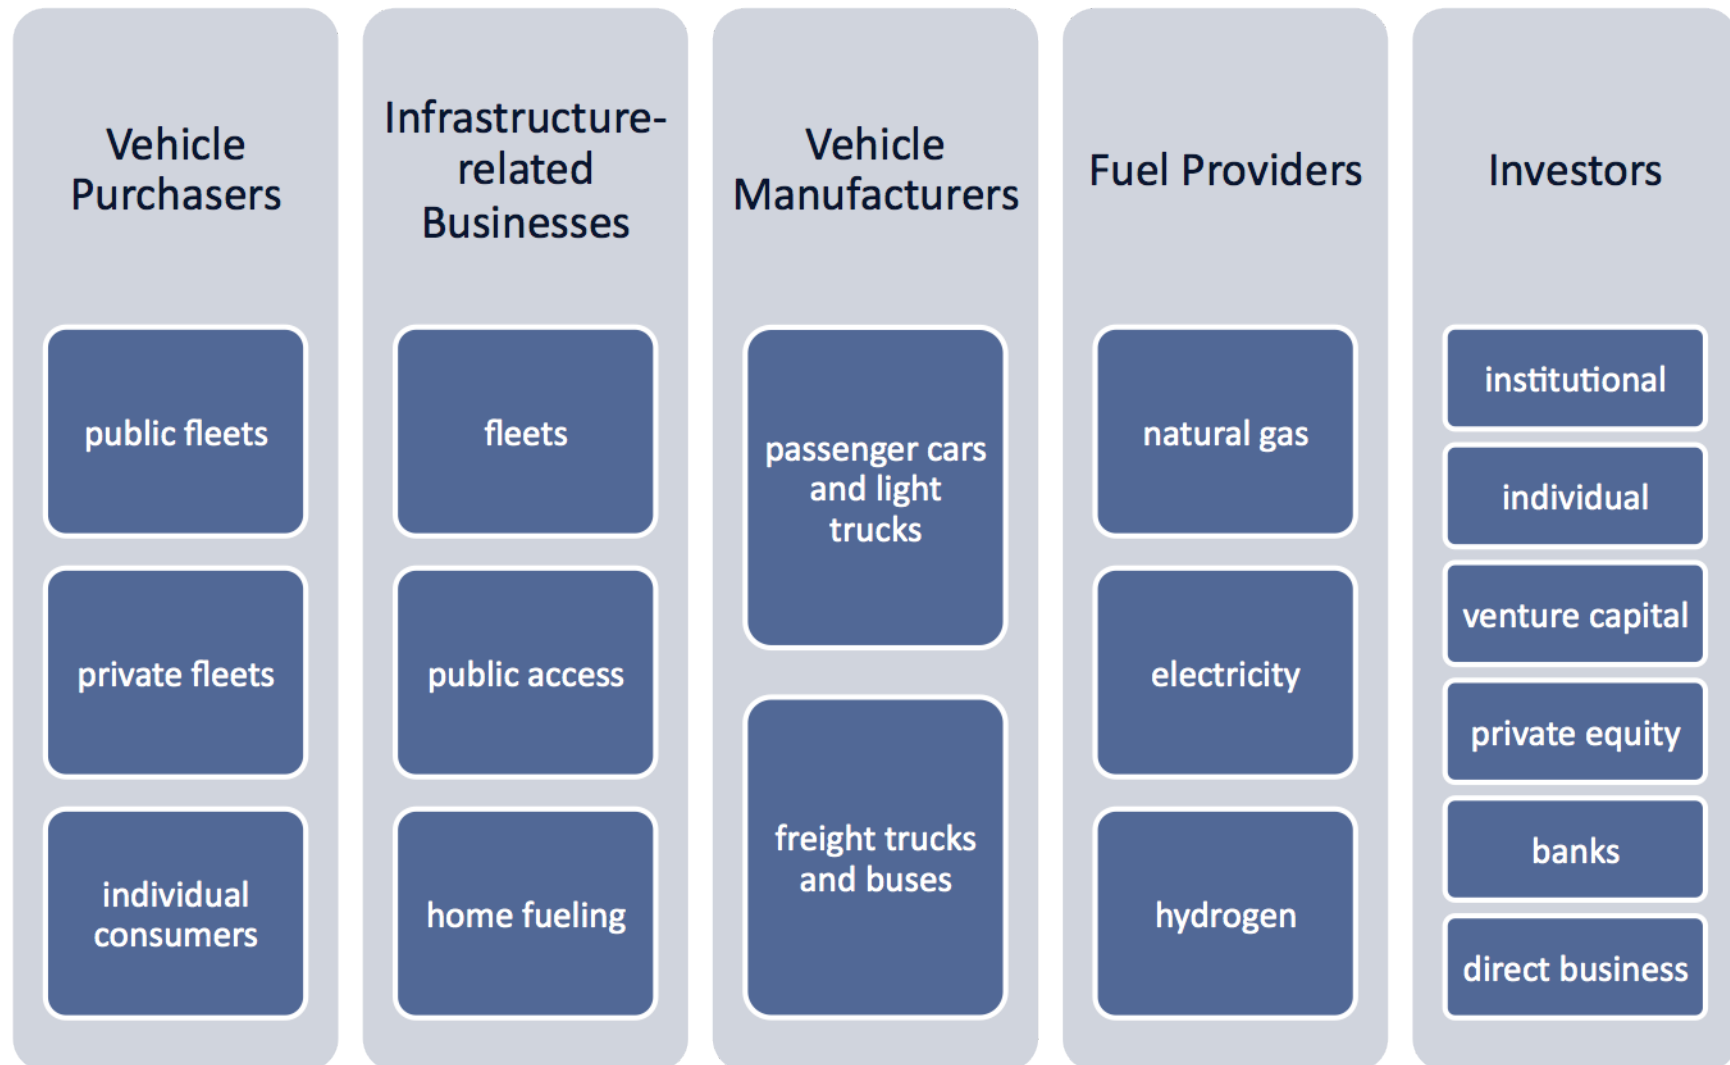 Vehicle
Purchasers
public fleets
private fleets
individual
consumers
Infrastructure-
related
Businesses
fleets
public access
home fueling
Vehicle
Manufacturers
passenger cars
and light
trucks
freight trucks
and buses
Fuel Providers
natural gas
electricity
hydrogen
Investors
institutional
individual
venture capital
private equity
banks
direct business